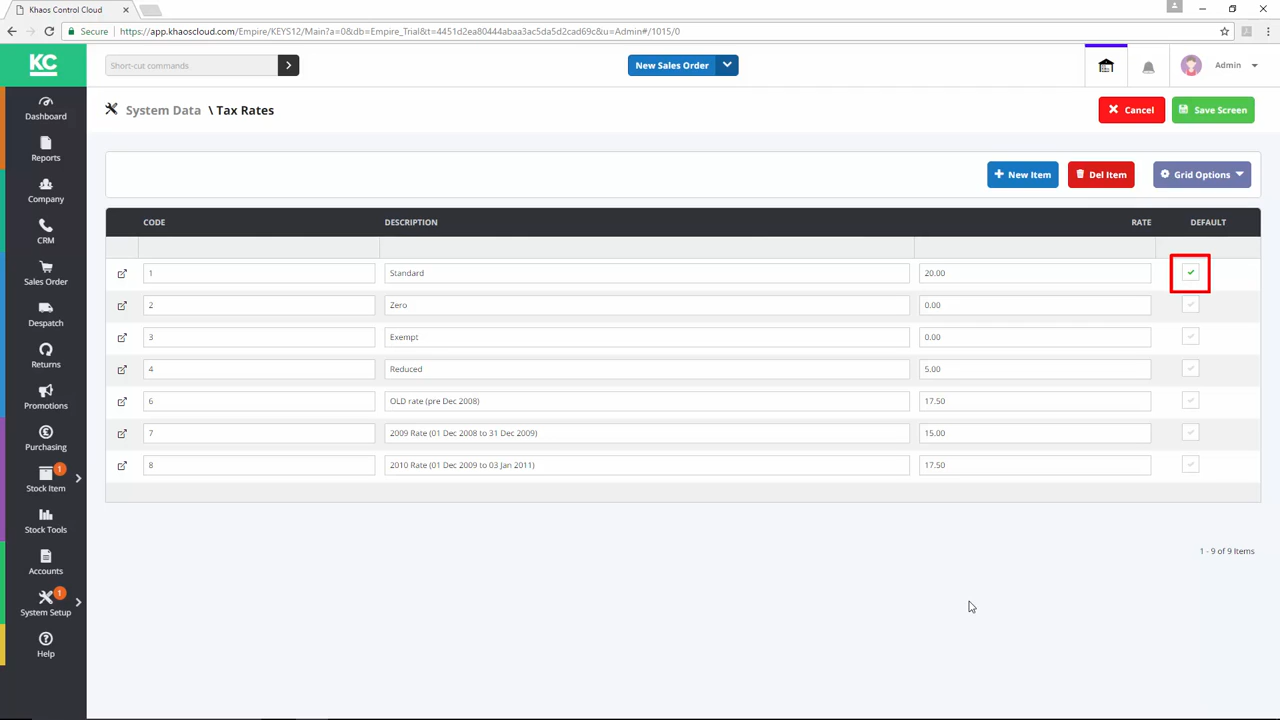 Khaos Control Cloud
Secure https://app.khaoscloud.com/Empire/KEYS12/Main?a=0&db=Empire_Trial&t=4451d2ea80444abaa3ac5da5d2cad69c&u=Admin#/1015/0
KC
Short-cut commands
New Sales Order
Admin
System Data \ Tax Rates
Cancel
Save Screen
Dashboard
Reports
Company
CRM
Sales Order
Despatch
Returns
Promotions
Purchasing
1
Stock Item
Stock Tools
Accounts
1
System Setup
Help
New Item
Del Item
Grid Options
CODE DESCRIPTION RATE DEFAULT
1 Standard 20.00
2 Zero 0.00
3 Exempt 0.00
4 Reduced 5.00
6 OLD rate (pre Dec 2008) 17.50
7 2009 Rate (01 Dec 2008 to 31 Dec 2009) 15.00
8 2010 Rate (01 Dec 2009 to 03 Jan 2011) 17.50
1 - 9 of 9 Items